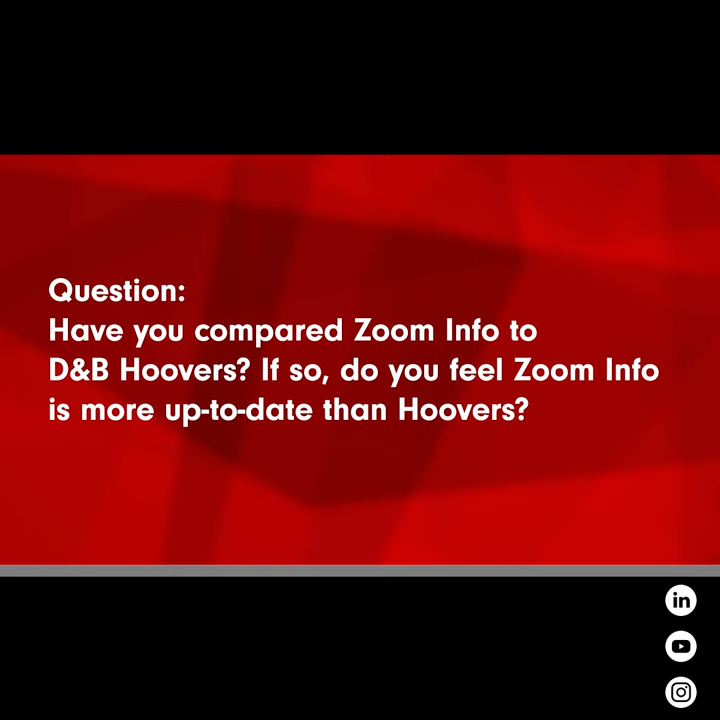 Question:
Have you compared Zoom Info to
D&B Hoovers? If so, do you feel Zoom Info
is more up-to-date than Hoovers?
in